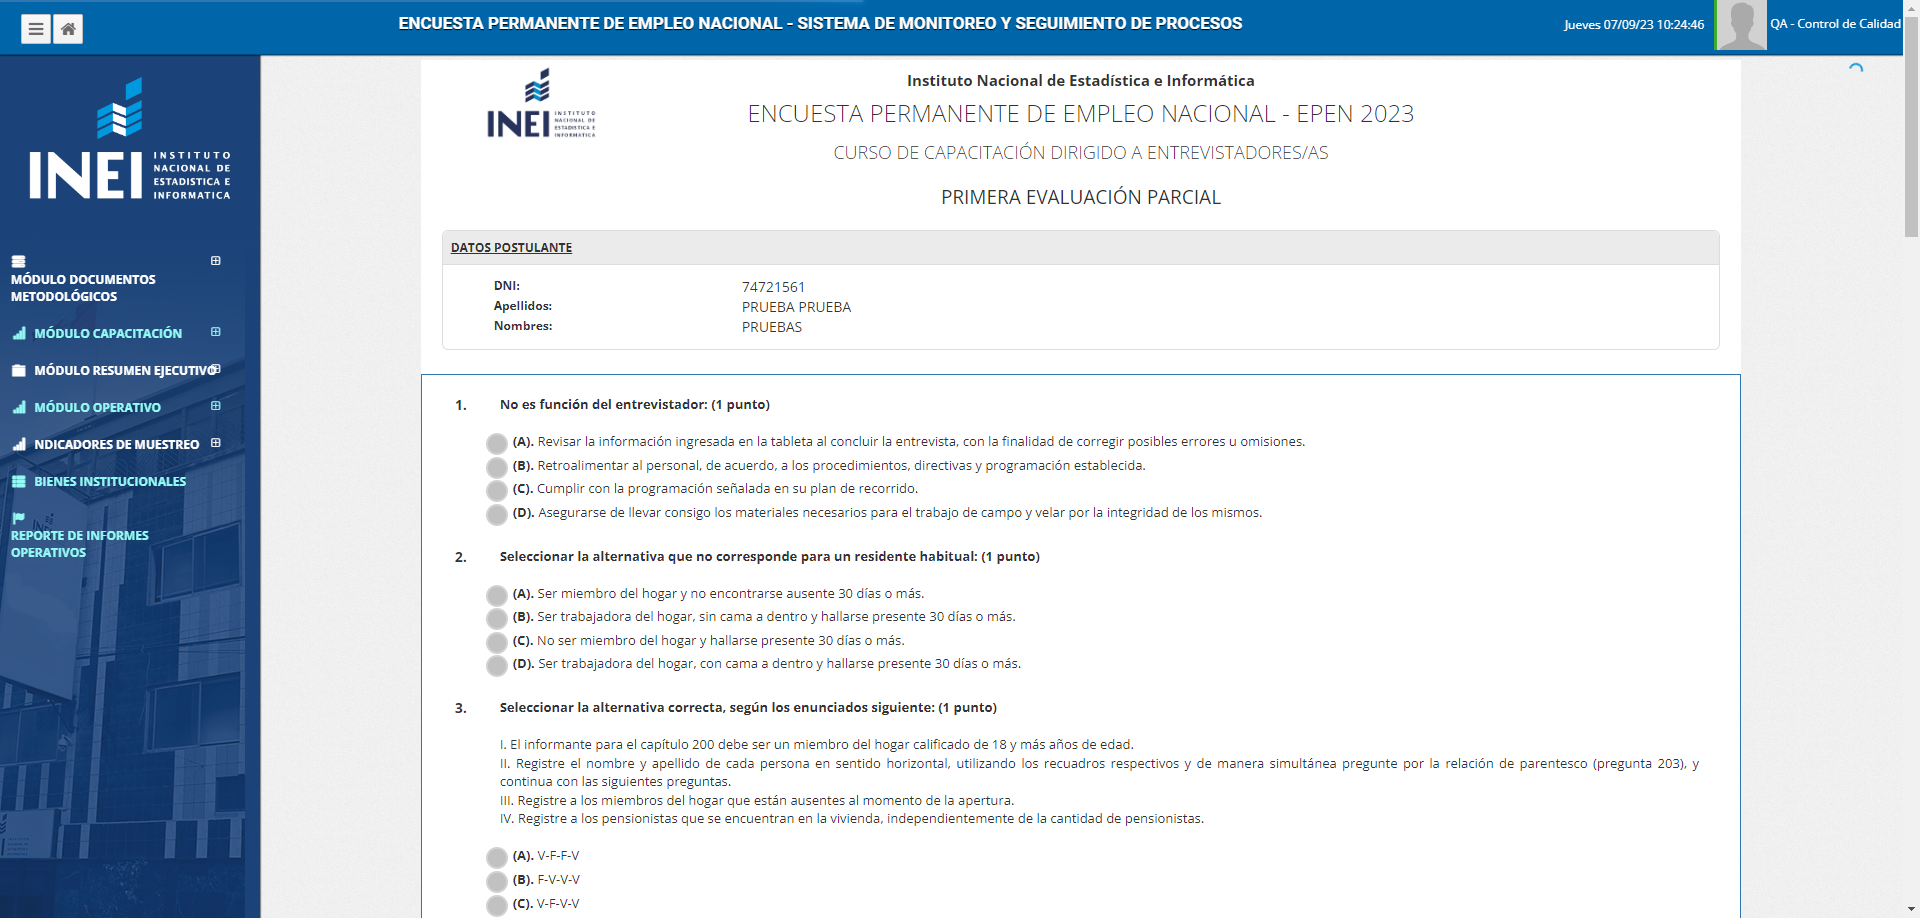 ENCUESTA PERMANENTE DE EMPLEO NACIONAL - SISTEMA DE MONITOREO Y SEGUIMIENTO DE PROCESOS
Jueves 07/09/23 10:24:46
QA - Control de Calidad
INEI INSTITUTO
NACIONAL DE
ESTADISTICA E
INFORMATICA
MÓDULO DOCUMENTOS
METODOLÓGICOS
MÓDULO CAPACITACIÓN
MÓDULO RESUMEN EJECUTIVO
MÓDULO OPERATIVO
NDICADORES DE MUESTREO
BIENES INSTITUCIONALES
REPORTE DE INFORMES
OPERATIVOS
INEI INSTITUTO
NACIONAL DE
ESTADISTICA E
INFORMATICA
Instituto Nacional de Estadística e Informática
ENCUESTA PERMANENTE DE EMPLEO NACIONAL - EPEN 2023
CURSO DE CAPACITACIÓN DIRIGIDO A ENTREVISTADORES/AS
PRIMERA EVALUACIÓN PARCIAL
DATOS POSTULANTE
DNI: 74721561
Apellidos: PRUEBA PRUEBA
Nombres: PRUEBAS
1. No es función del entrevistador: (1 punto)
(A). Revisar la información ingresada en la tableta al concluir la entrevista, con la finalidad de corregir posibles errores u omisiones.
(B). Retroalimentar al personal, de acuerdo, a los procedimientos, directivas y programación establecida.
(C). Cumplir con la programación señalada en su plan de recorrido.
(D). Asegurarse de llevar consigo los materiales necesarios para el trabajo de campo y velar por la integridad de los mismos.
2. Seleccionar la alternativa que no corresponde para un residente habitual: (1 punto)
(A). Ser miembro del hogar y no encontrarse ausente 30 días o más.
(B). Ser trabajadora del hogar, sin cama a dentro y hallarse presente 30 días o más.
(C). No ser miembro del hogar y hallarse presente 30 días o más.
(D). Ser trabajadora del hogar, con cama a dentro y hallarse presente 30 días o más.
3. Seleccionar la alternativa correcta, según los enunciados siguiente: (1 punto)
I. El informante para el capítulo 200 debe ser un miembro del hogar calificado de 18 y más años de edad.
II. Registre el nombre y apellido de cada persona en sentido horizontal, utilizando los recuadros respectivos y de manera simultánea pregunte por la relación de parentesco (pregunta 203), y
continua con las siguientes preguntas.
III. Registre a los miembros del hogar que están ausentes al momento de la apertura.
IV. Registre a los pensionistas que se encuentran en la vivienda, independientemente de la cantidad de pensionistas.
(A). V-F-F-V
(B). F-V-V-V
(C). V-F-V-V